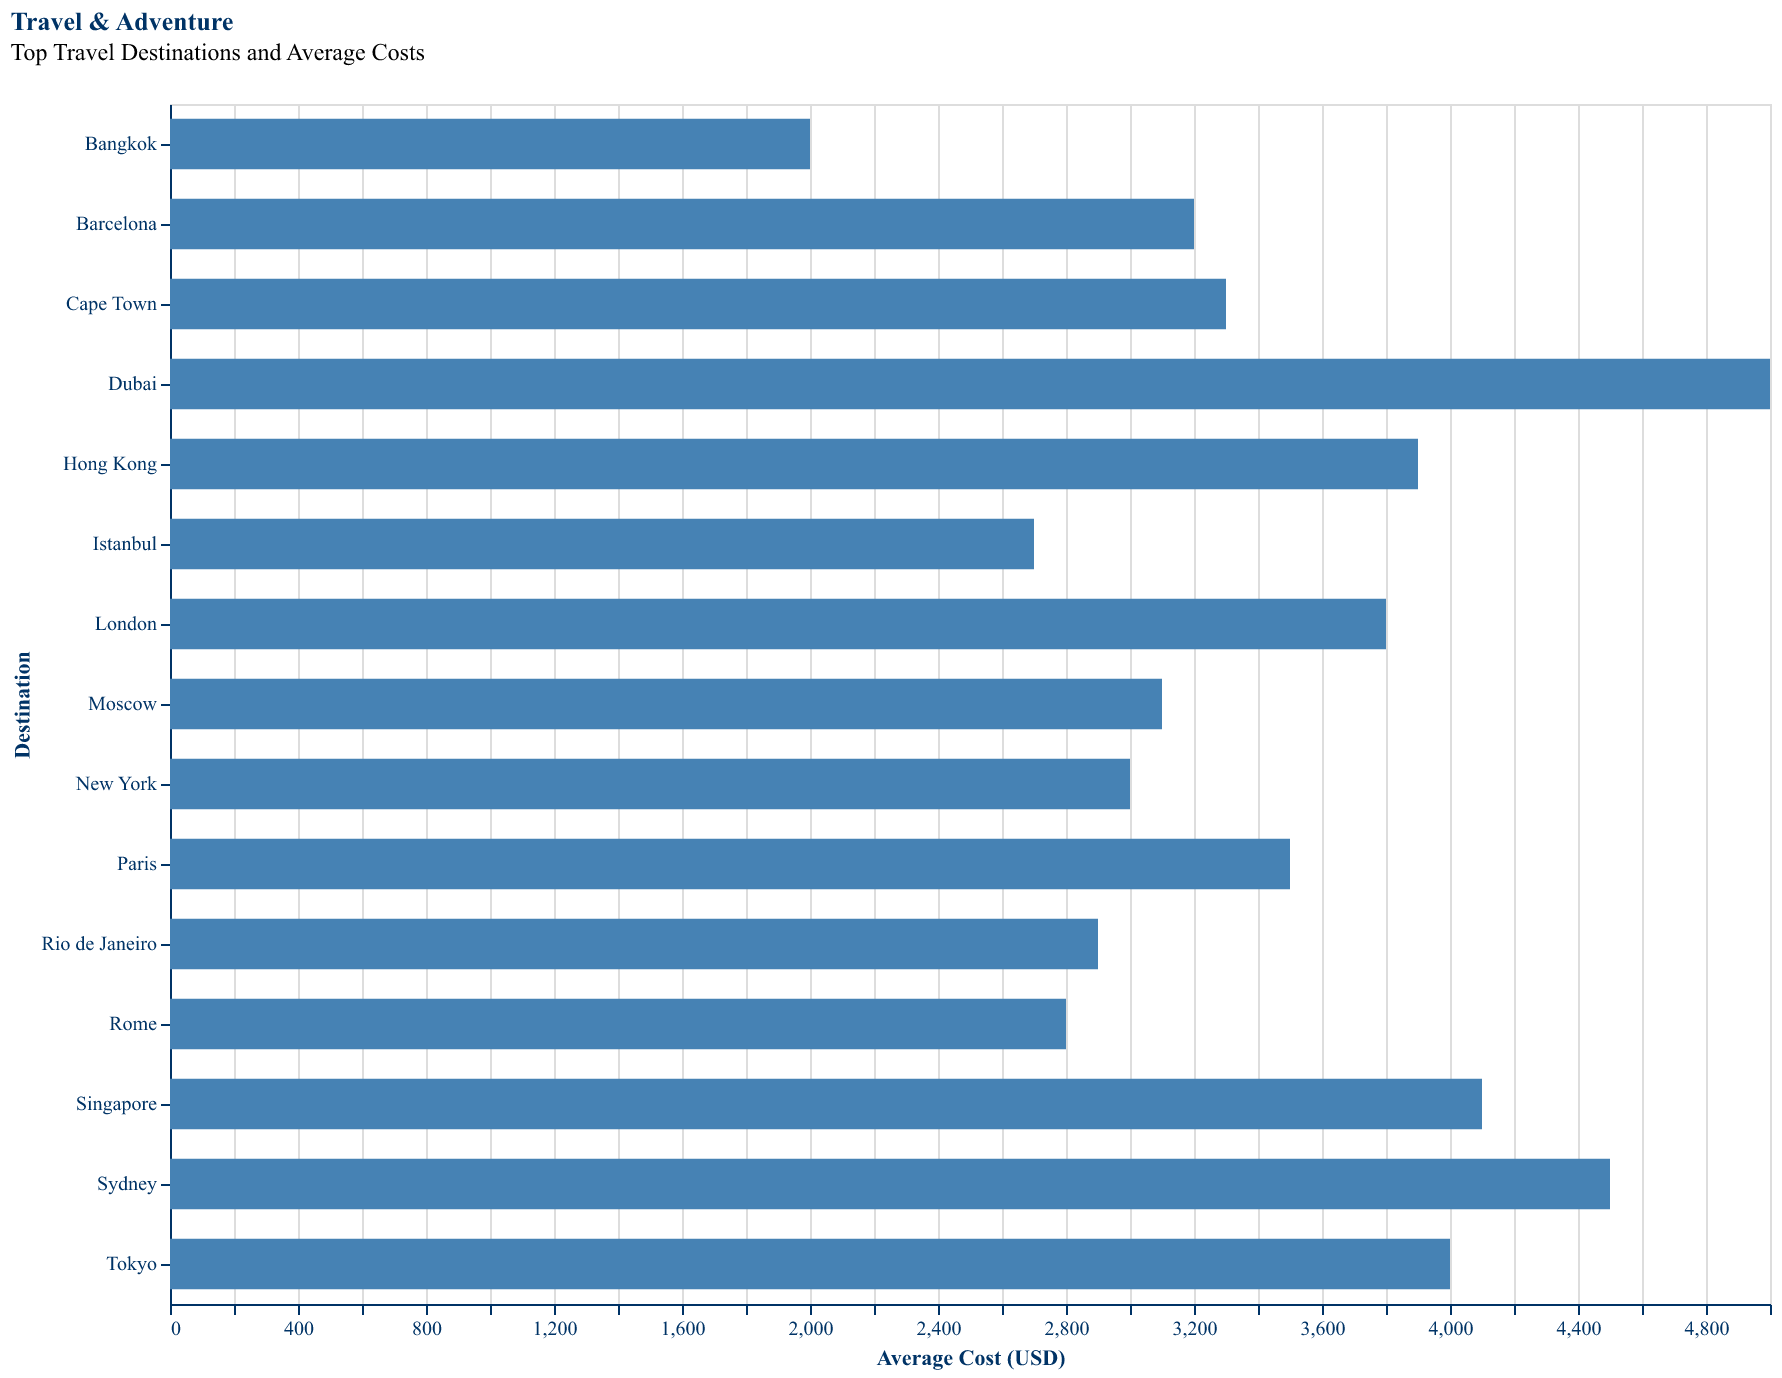 Travel & Adventure
Top Travel Destinations and Average Costs
Destination
Bangkok
Barcelona
Cape Town
Dubai
Hong Kong
Istanbul
London
Moscow
New York
Paris
Rio de Janeiro
Rome
Singapore
Sydney
Tokyo
0 400 800 1,200 1,600 2,000 2,400 2,800 3,200 3,600 4,000 4,400 4,800
Average Cost (USD)